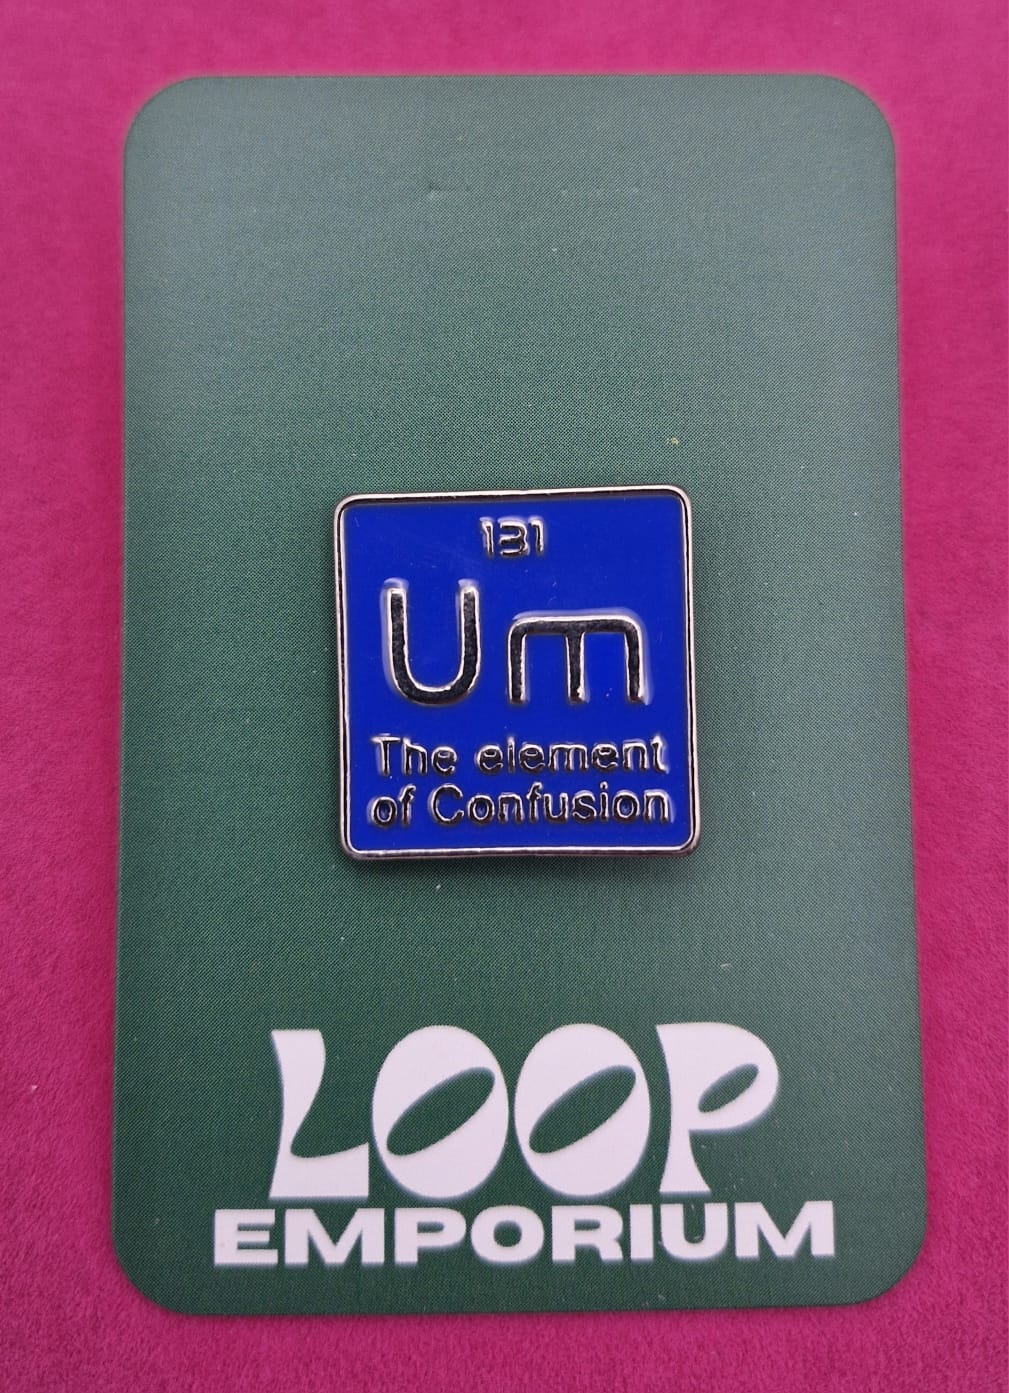 131
Um
The element
of Confusion
LOOP
EMPORIUM